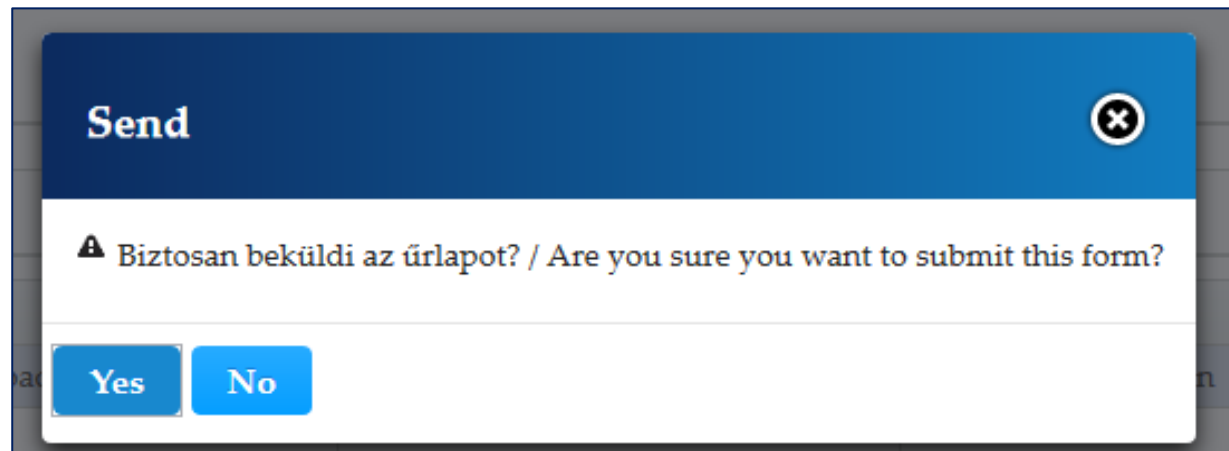 Send
Biztosan beküldi az űrlapot? / Are you sure you want to submit this form?
Yes No